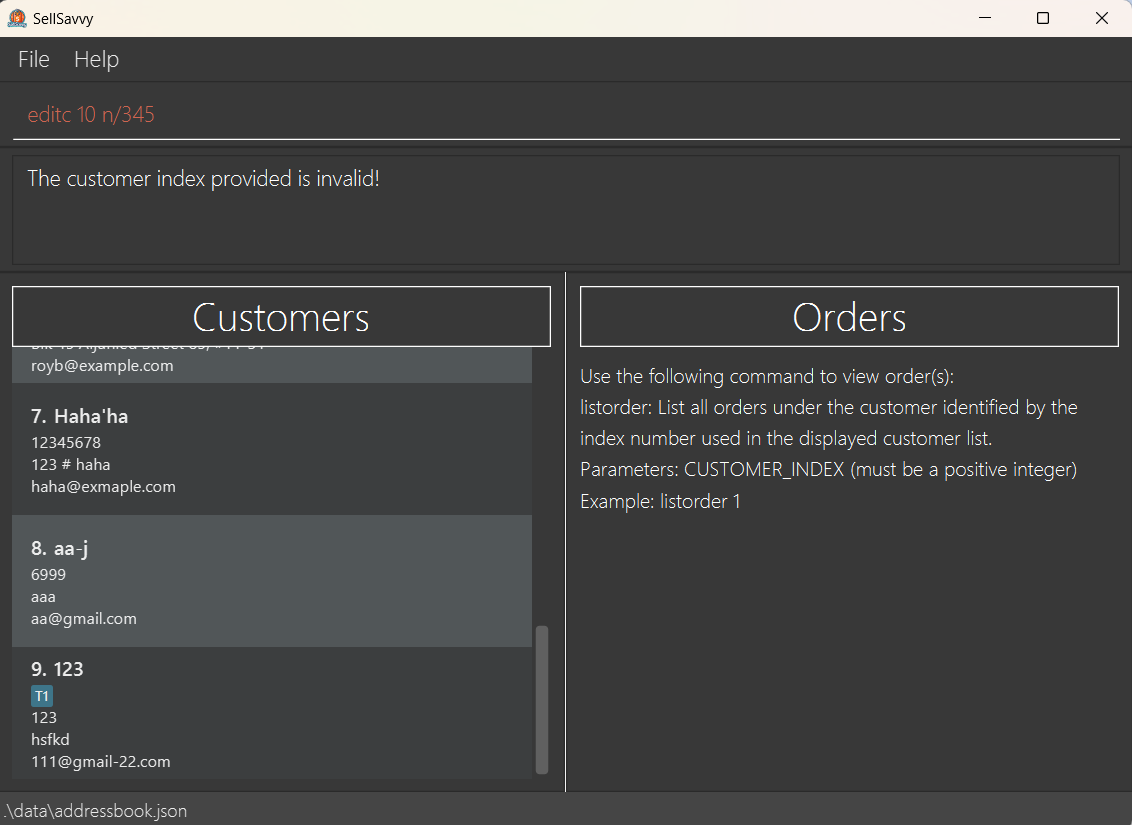 SellSavvy
File Help
editc 10 n/345
The customer index provided is invalid!
Customers
royb@example.com
7. Haha'ha
12345678
123 # haha
haha@exmaple.com
8. aa-j
6999
aaa
aa@gmail.com
9. 123
T1
123
hsfkd
111@gmail-22.com
Orders
Use the following command to view order(s):
listorder: List all orders under the customer identified by the
index number used in the displayed customer list.
Parameters: CUSTOMER_INDEX (must be a positive integer)
Example: listorder 1
.\data\addressbook.json